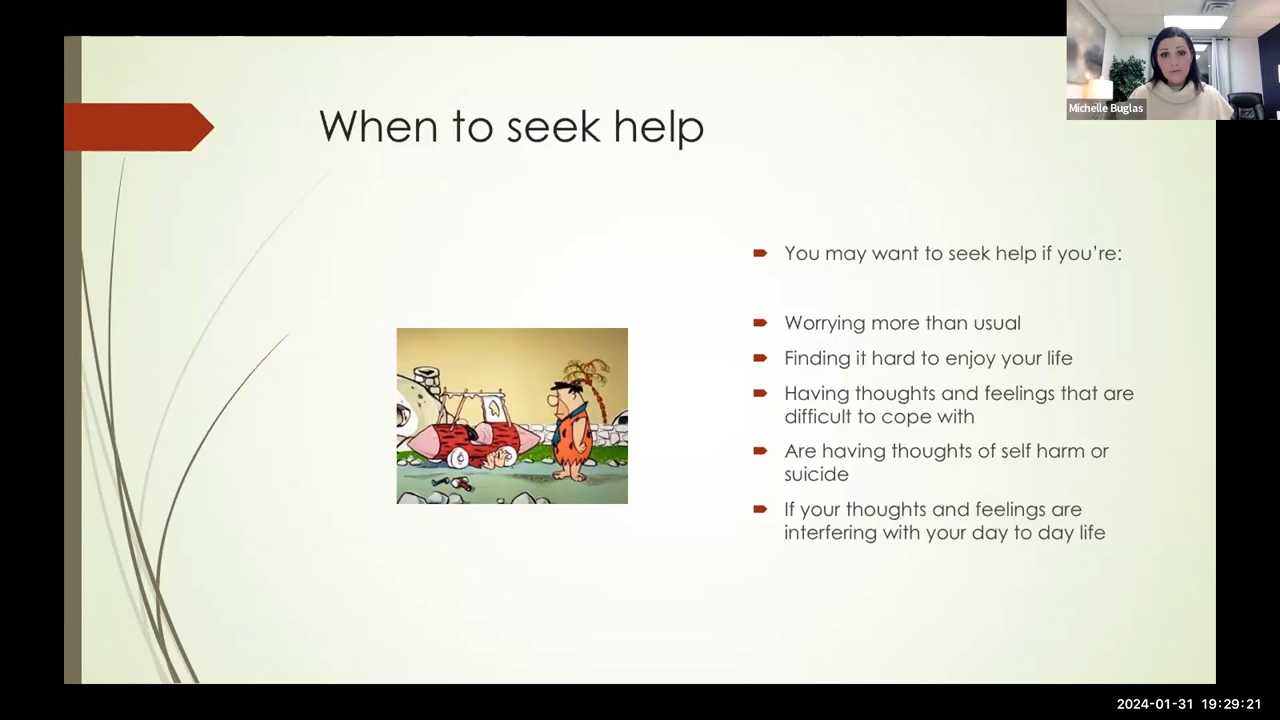 Michelle Buglas
When to seek help
You may want to seek help if you're:
Worrying more than usual
Finding it hard to enjoy your life
Having thoughts and feelings that are
difficult to cope with
Are having thoughts of self harm or
suicide
If your thoughts and feelings are
interfering with your day to day life
2024-01-31 19:29:21